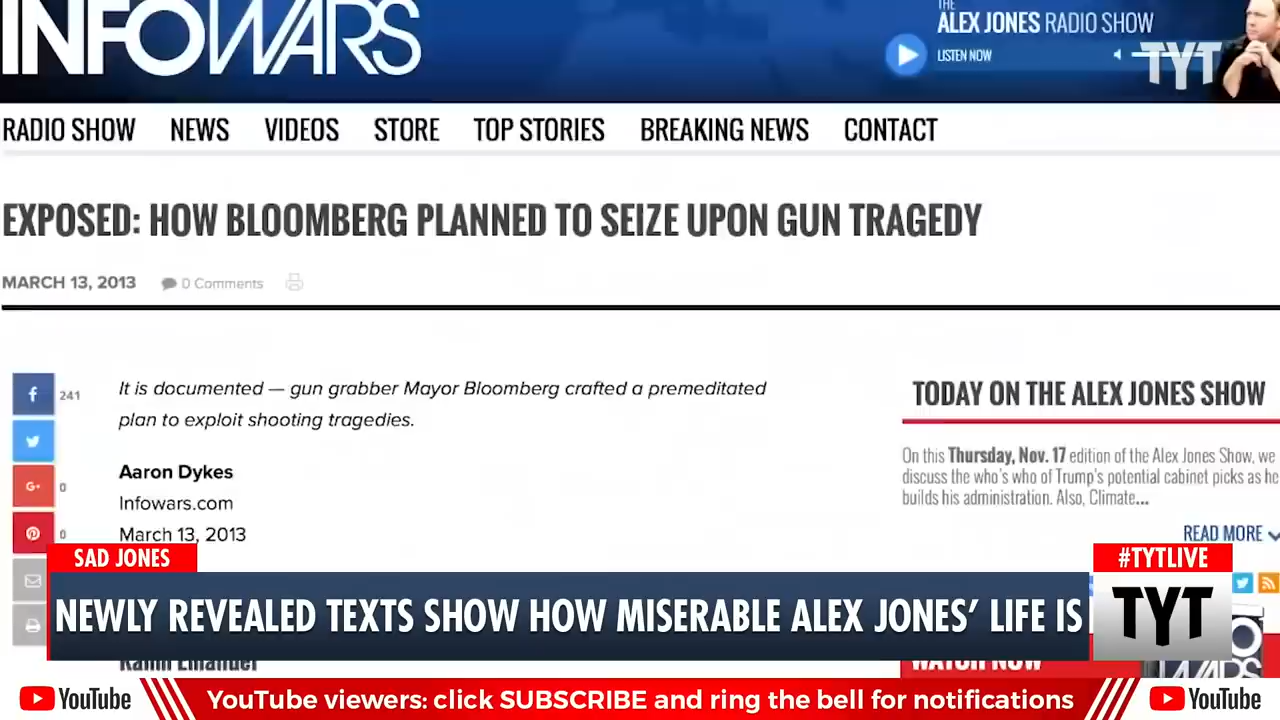 INFOWARS
THE
ALEX JONES RADIO SHOW
LISTEN NOW
TYT
RADIO SHOW NEWS VIDEOS STORE TOP STORIES BREAKING NEWS CONTACT
EXPOSED: HOW BLOOMBERG PLANNED TO SEIZE UPON GUN TRAGEDY
MARCH 13, 2013 0 Comments
241
It is documented — gun grabber Mayor Bloomberg crafted a premeditated
plan to exploit shooting tragedies.
Aaron Dykes
Infowars.com
March 13, 2013
G+ 0
0
TODAY ON THE ALEX JONES SHOW
On this Thursday, Nov. 17 edition of the Alex Jones Show, we
discuss the who's who of Trump's potential cabinet picks as he
builds his administration. Also, Climate...
READ MORE
SAD JONES
#TYTLIVE
NEWLY REVEALED TEXTS SHOW HOW MISERABLE ALEX JONES' LIFE IS
TYT
Rahm Emanuel
WATCH NOW
YouTube
YouTube viewers: click SUBSCRIBE and ring the bell for notifications
YouTube